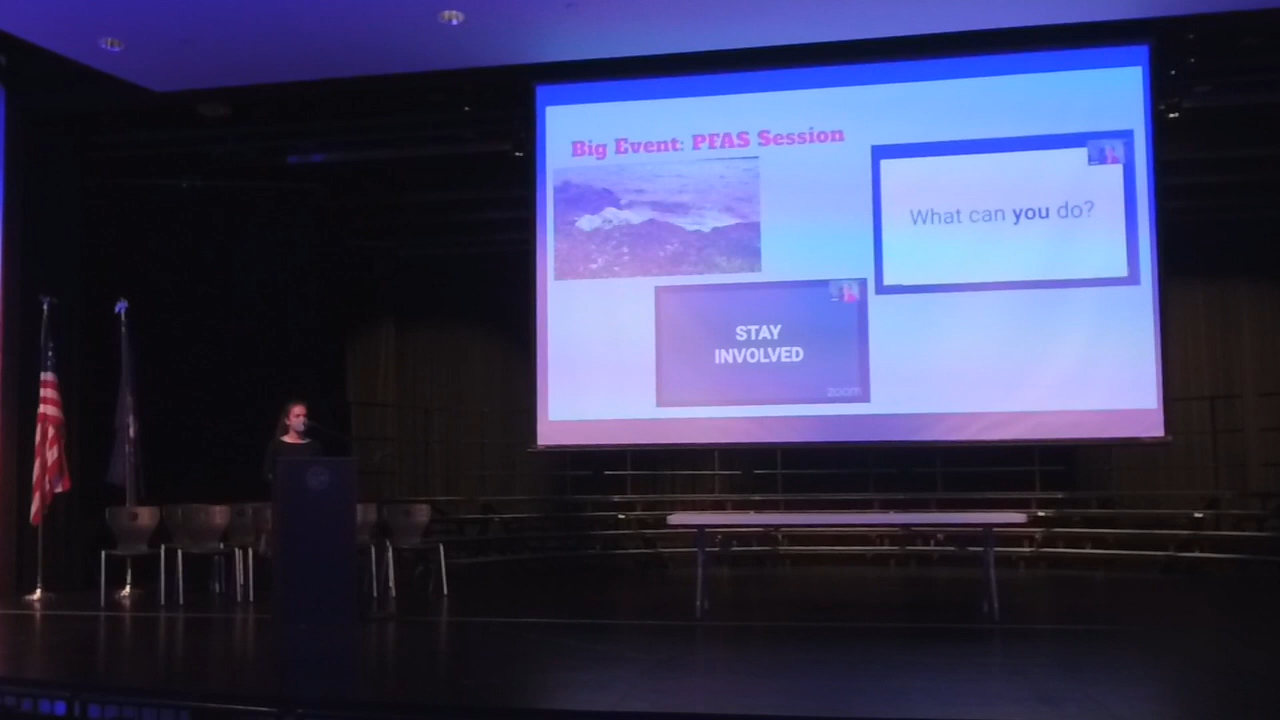 Big Event: PFAS Session
What can you do?
STAY
INVOLVED
zoom